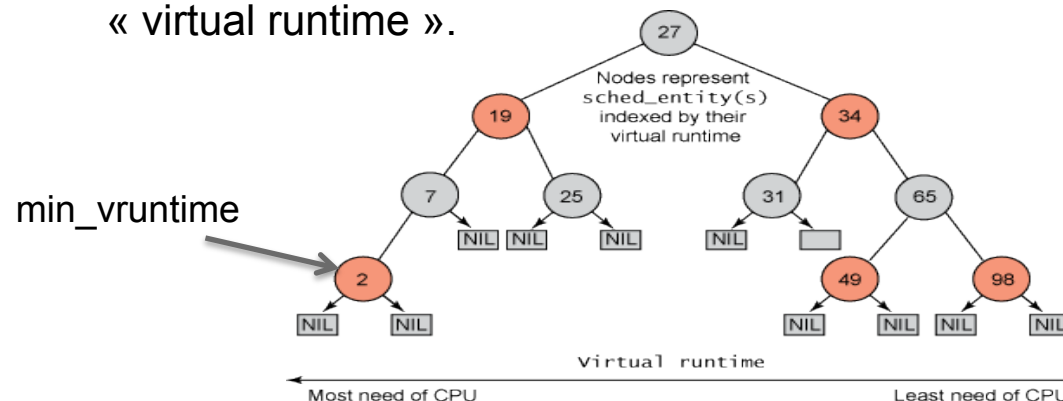 « virtual runtime ».
27
Nodes represent
sched_entity(s)
indexed by their
virtual runtime
19
34
min_vruntime
7
25
31
65
NIL NIL NIL NIL
2
49
98
NIL NIL NIL NIL NIL NIL
Virtual runtime
Most need of CPU Least need of CPU